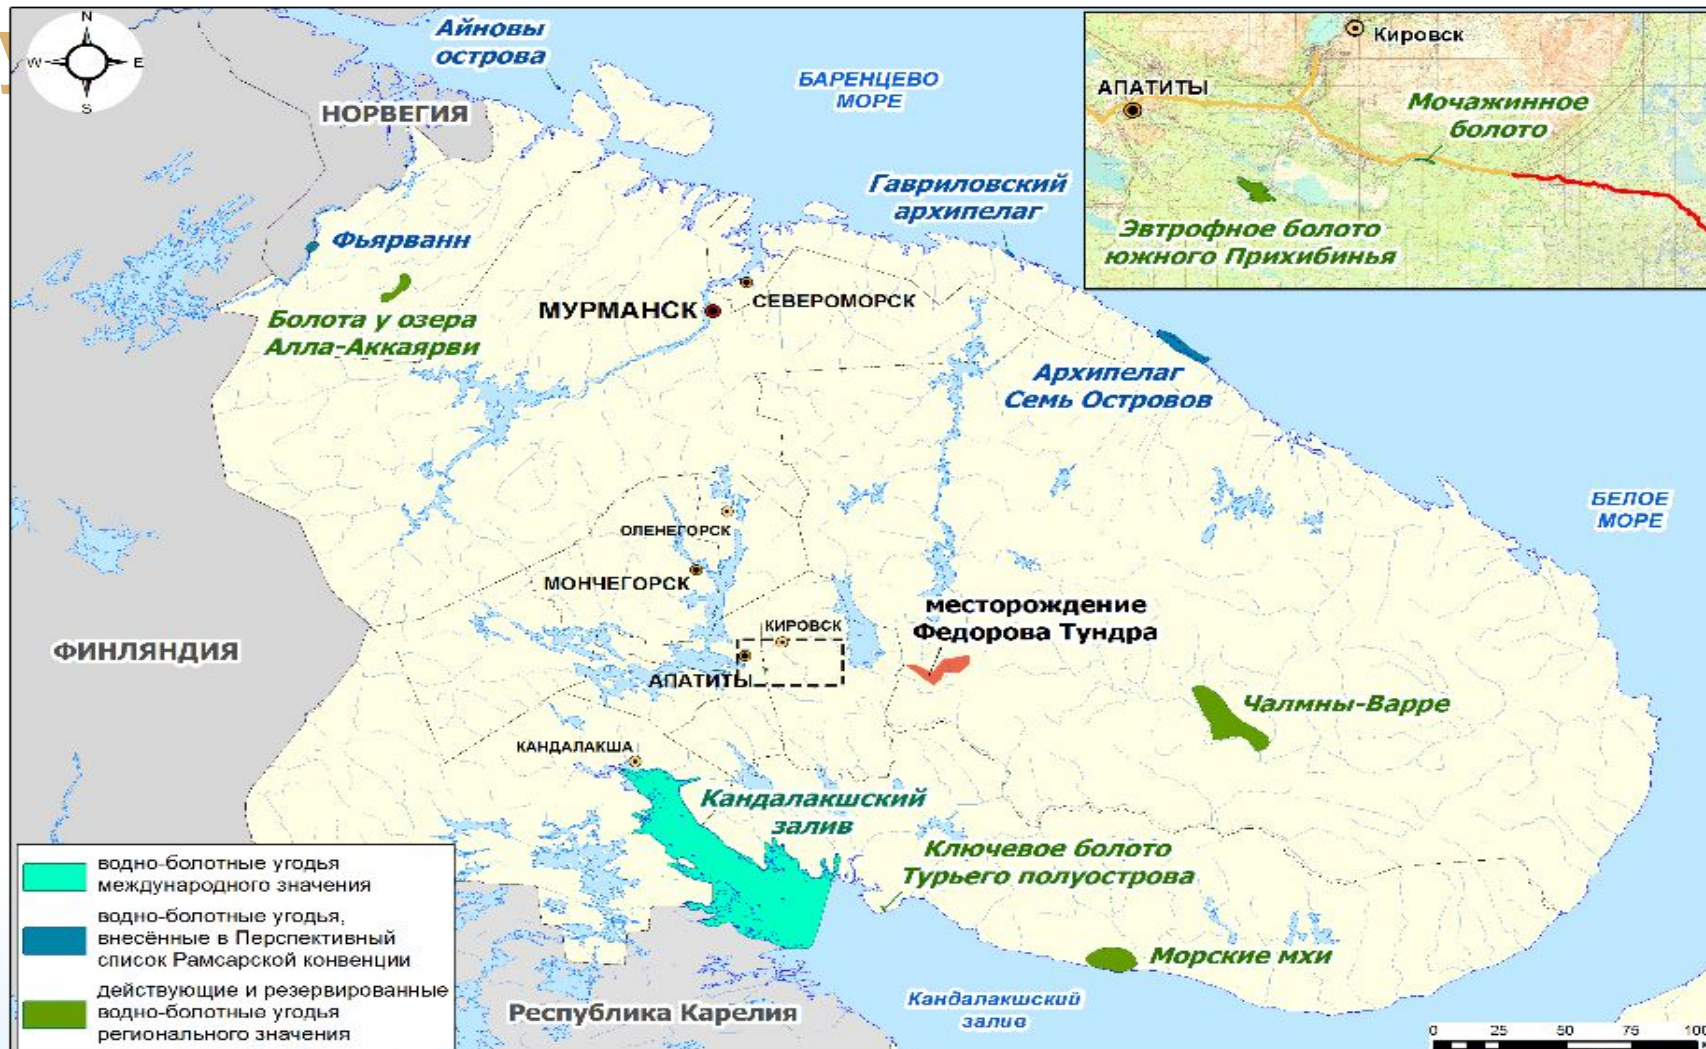 У
N
W
E
S
Айновы
острова
БАРЕНЦЕВО
МОРЕ
НОРВЕГИЯ
Кировск
АПАТИТЫ
Мочажинное
болото
Эвтрофное болото
южного Прихибинья
Гавриловский
архипелаг
Фьярванн
СЕВЕРОМОРСК
МУРМАНСК
Болота у озера
Алла-Аккаярви
Архипелаг
Семь Островов
БЕЛОЕ
МОРЕ
ОЛЕНЕГОРСК
МОНЧЕГОРСК
месторождение
Федорова Тундра
КИРОВСК
ФИНЛЯНДИЯ
АПАТИТЫ
Чалмны-Варре
КАНДАЛАКША
Кандалакшский
залив
Ключевое болото
Турьего полуострова
Морские мхи
Кандалакшский
залив
Республика Карелия
водно-болотные угодья
международного значения
водно-болотные угодья,
внесённые в Перспективный
список Рамсарской конвенции
действующие и резервированные
водно-болотные угодья
регионального значения
0 25 50 75 100